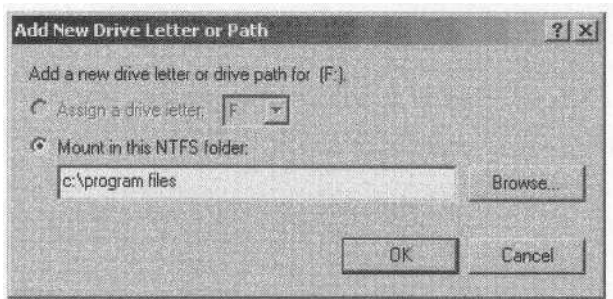 Add New Drive Letter or Path
Add a new drive letter or drive path for (F:).
Assign a drive letter: F
Mount in this NTFS folder:
c:\program files Browse...
OK Cancel